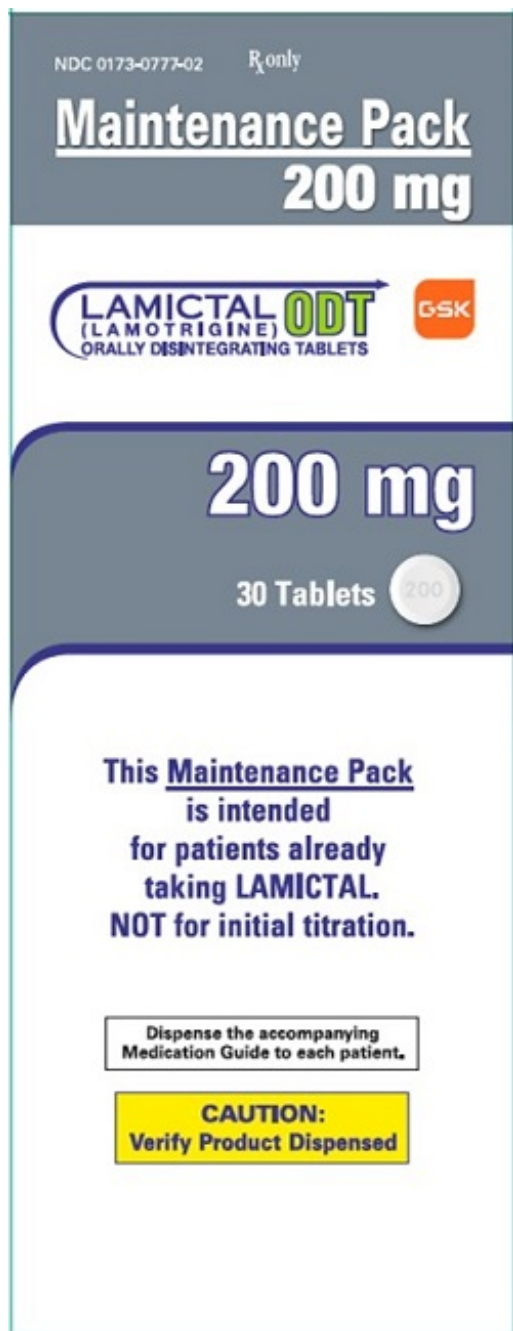 NDC 0173-0777-02 Rx only
Maintenance Pack
200 mg
LAMICTAL ODT
(LAMOTRIGINE)
ORALLY DISINTEGRATING TABLETS
GSK
200 mg
30 Tablets 200
This Maintenance Pack
is intended
for patients already
taking LAMICTAL.
NOT for initial titration.
Dispense the accompanying
Medication Guide to each patient.
CAUTION:
Verify Product Dispensed